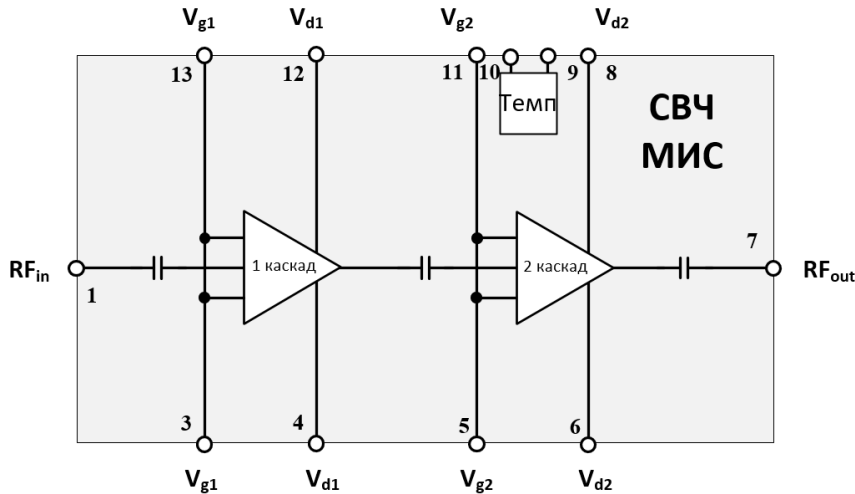 Vg1 Vd1 Vg2 Vd2
13 12 11 10 9 8
Темп
СВЧ
МИС
RFin 1 1 каскад 2 каскад 7 RFout
3 4 5 6
Vg1 Vd1 Vg2 Vd2